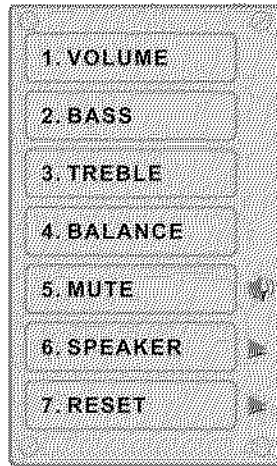 1. VOLUME
2. BASS
3. TREBLE
4. BALANCE
5. MUTE
6. SPEAKER
7. RESET